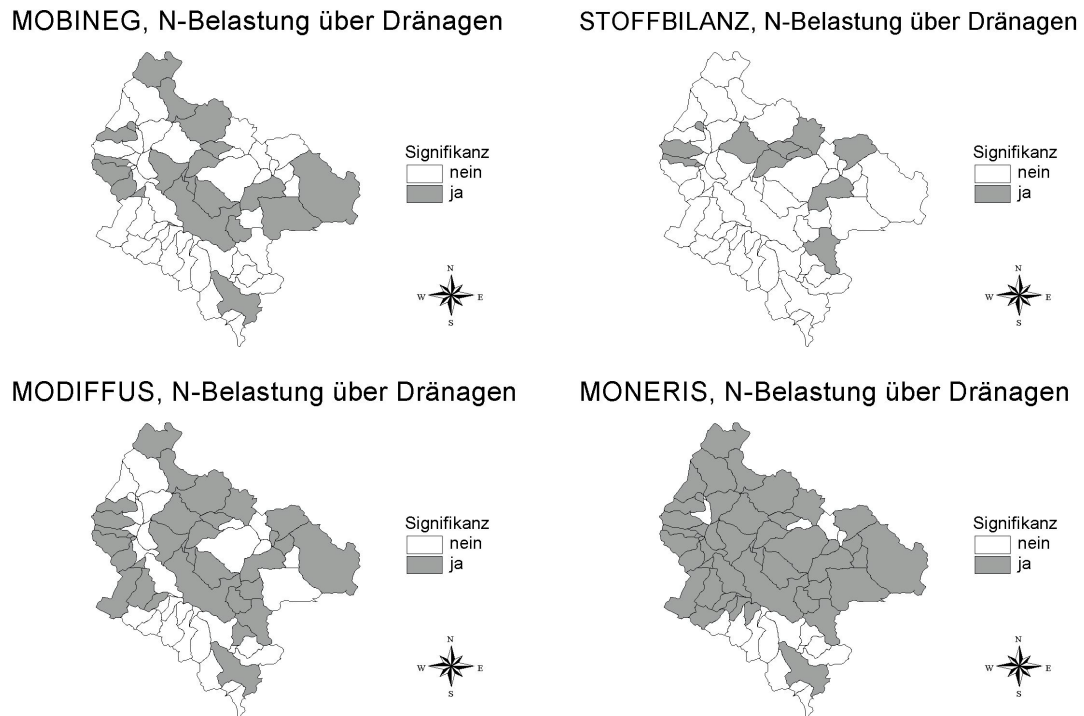 MOBINEG, N-Belastung über Dränagen
Signifikanz
nein
ja
N
W E
S
STOFFBILANZ, N-Belastung über Dränagen
Signifikanz
nein
ja
N
W E
S
MODIFFUS, N-Belastung über Dränagen
Signifikanz
nein
ja
N
W E
S
MONERIS, N-Belastung über Dränagen
Signifikanz
nein
ja
N
W E
S